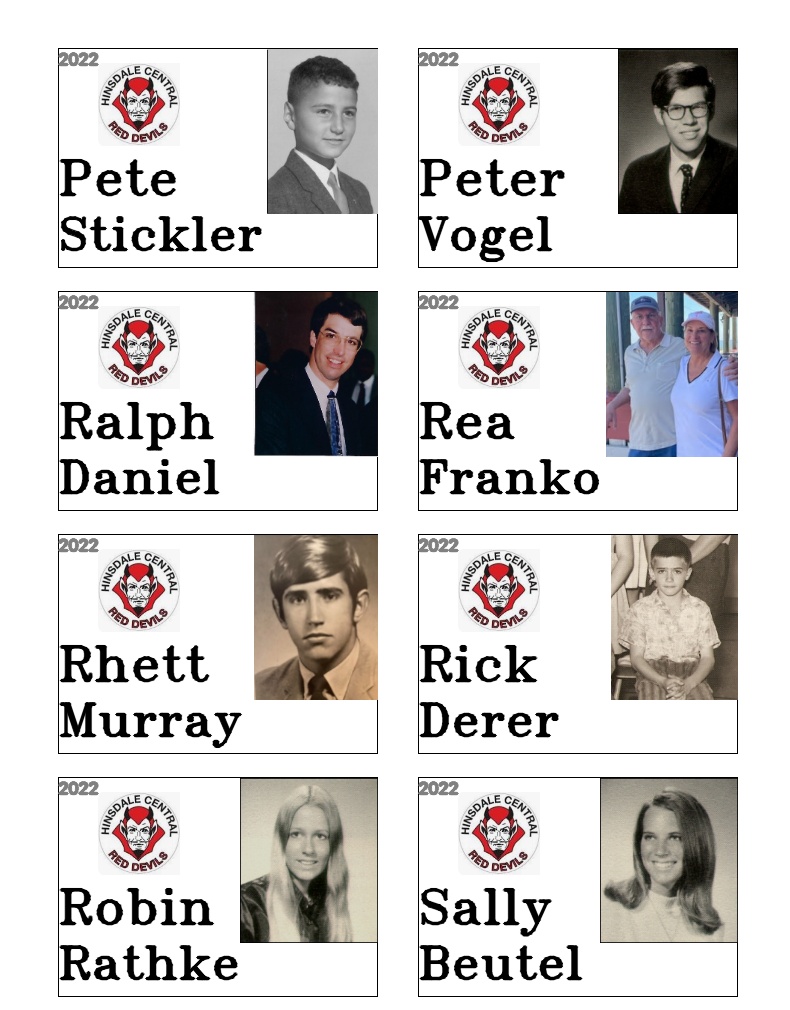 2022
HINSDALE CENTRAL
RED DEVILS
Pete
Stickler
2022
HINSDALE CENTRAL
RED DEVILS
Peter
Vogel
2022
HINSDALE CENTRAL
RED DEVILS
Ralph
Daniel
2022
HINSDALE CENTRAL
RED DEVILS
Rea
Franko
2022
HINSDALE CENTRAL
RED DEVILS
Rhett
Murray
2022
HINSDALE CENTRAL
RED DEVILS
Rick
Derer
2022
HINSDALE CENTRAL
RED DEVILS
Robin
Rathke
2022
HINSDALE CENTRAL
RED DEVILS
Sally
Beutel